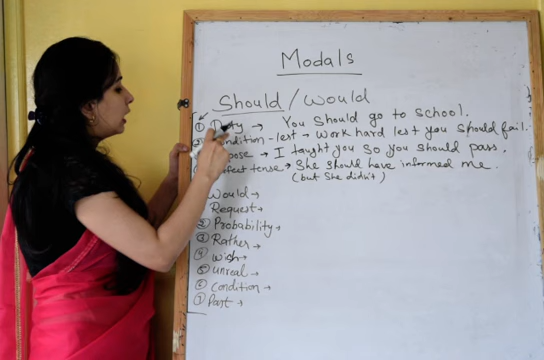 Modals
Should / Would
① Duty → You should go to school.
② Condition - lest → Work hard lest you should fail.
pose → I taught you so you should pass.
fect tense → She should have informed me.
(but she didn't)
Would →
Request →
② Probability →
③ Rather →
④ Wish →
⑤ Unreal →
⑥ Condition →
⑦ Past →